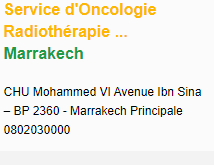 Service d'Oncologie
Radiothérapie ...
Marrakech
CHU Mohammed VI Avenue Ibn Sina
– BP 2360 - Marrakech Principale
0802030000